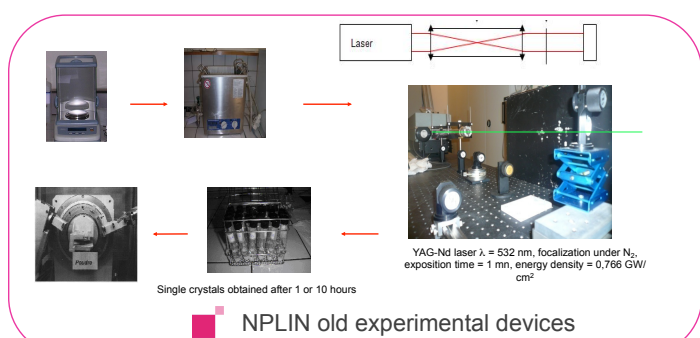 Laser
YAG-Nd laser λ = 532 nm, focalization under N₂,
exposition time = 1 mn, energy density = 0,766 GW/
cm²
Single crystals obtained after 1 or 10 hours
NPLIN old experimental devices